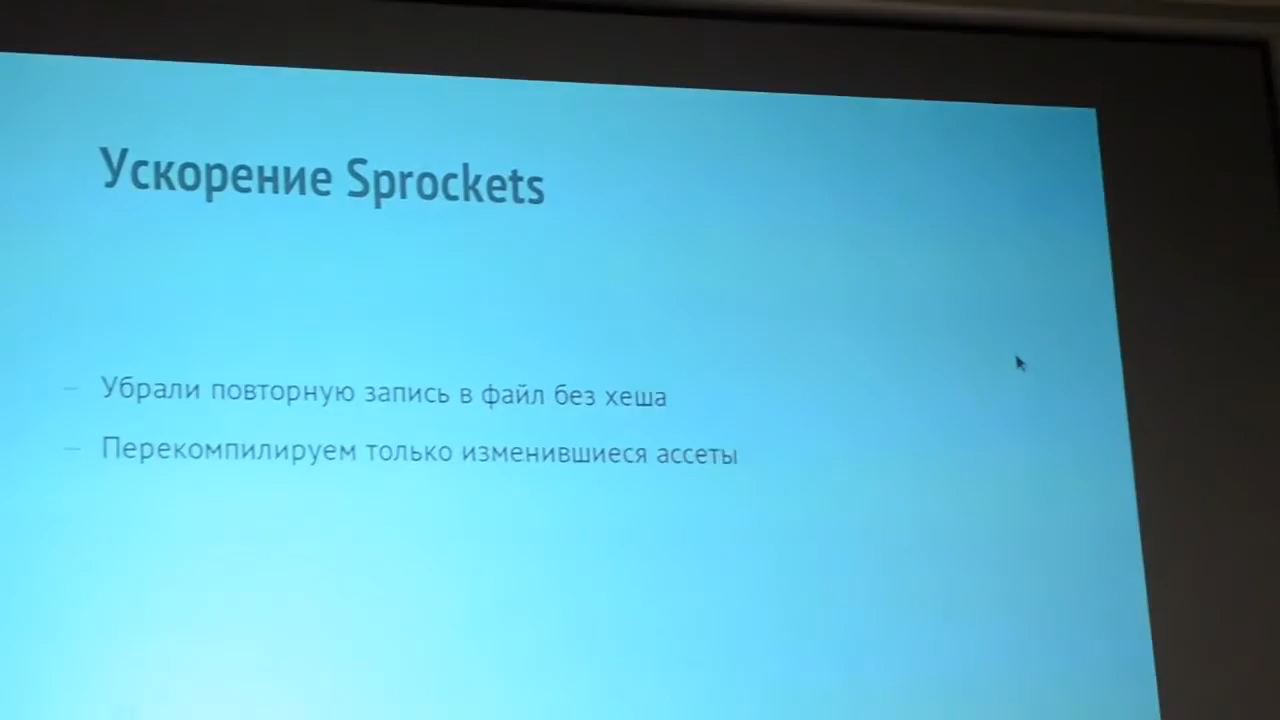 Ускорение Sprockets
– Убрали повторную запись в файл без хеша
– Перекомпилируем только изменившиеся ассеты